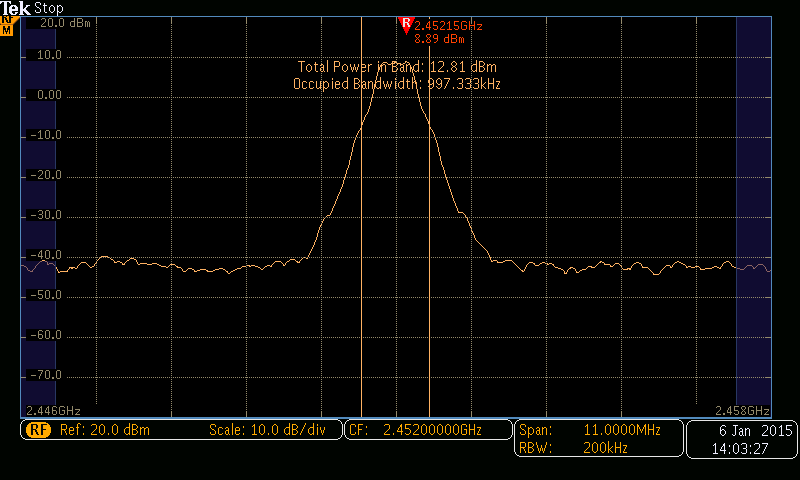 Tek Stop
RF
M
20.0 dBm
R
2.45215GHz
8.89 dBm
10.0
Total Power in Band: 12.81 dBm
Occupied Bandwidth: 997.333kHz
0.00
-10.0
-20.0
-30.0
-40.0
-50.0
-60.0
-70.0
2.446GHz
2.458GHz
RF Ref: 20.0 dBm Scale: 10.0 dB/div
CF: 2.45200000GHz
Span: 11.0000MHz
RBW: 200kHz
6 Jan 2015
14:03:27